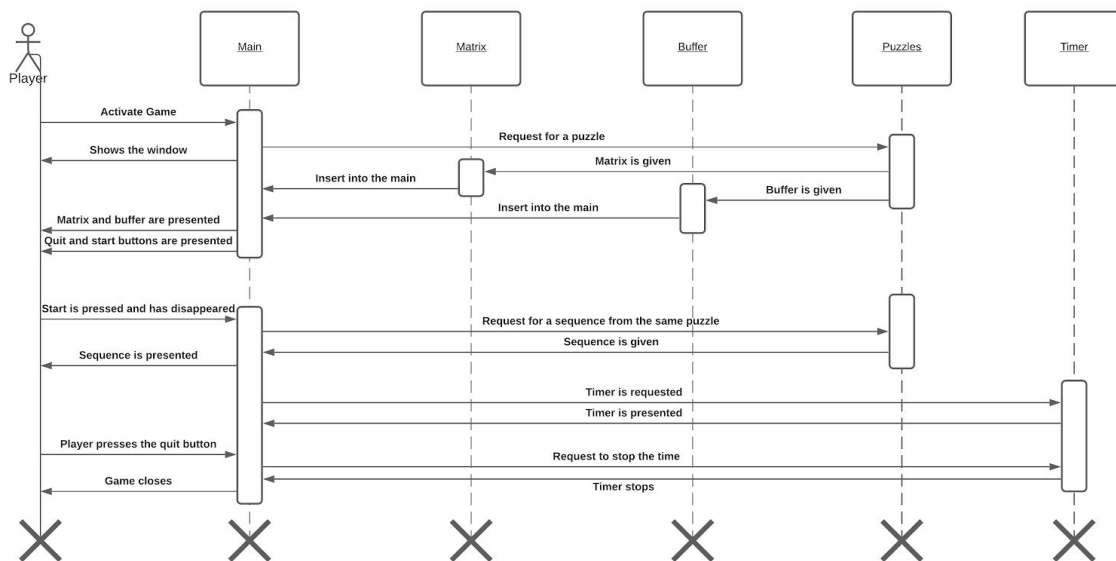 Main
Matrix
Buffer
Puzzles
Timer
Player
Activate Game
Request for a puzzle
Shows the window
Matrix is given
Insert into the main
Buffer is given
Insert into the main
Matrix and buffer are presented
Quit and start buttons are presented
Start is pressed and has disappeared
Request for a sequence from the same puzzle
Sequence is given
Sequence is presented
Timer is requested
Timer is presented
Player presses the quit button
Request to stop the time
Game closes
Timer stops